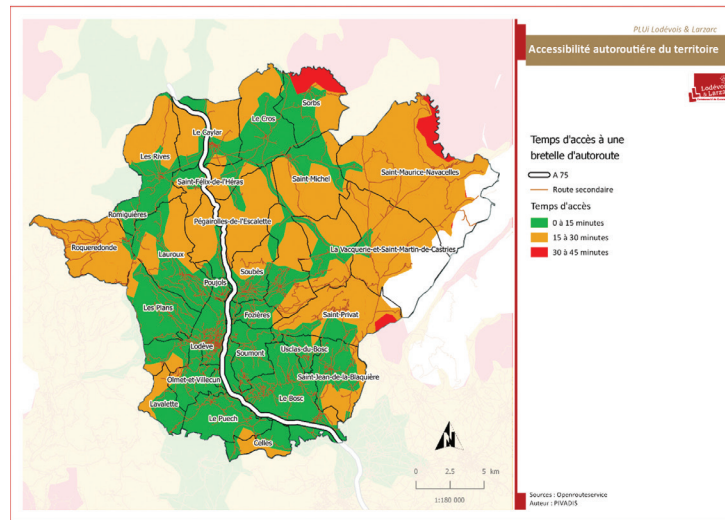 PLUi Lodévois & Larzarc
Accessibilité autoroutière du territoire
Lodévois
& Larzac
Temps d'accès à une
bretelle d'autoroute
A 75
Route secondaire
Temps d'accès
0 à 15 minutes
15 à 30 minutes
30 à 45 minutes
Sorbs
Le Cros
Le Caylar
Les Rives
Saint-Félix-de-l'Héras
Saint-Michel
Saint-Maurice-Navacelles
Romiguières
Pégairolles-de-l'Escalette
Roqueredonde
Lauroux
La Vacquerie-et-Saint-Martin-de-Castries
Soubès
Poujols
Les Plans
Fozières
Saint-Privat
Lodève
Soumont
Usclas-du-Bosc
Olmet-et-Villecun
Saint-Jean-de-la-Blaquière
Lavalette
Le Bosc
Le Puech
Celles
N
0 2.5 5 km
1:180 000
Sources : Openrouteservice
Auteur : PIVADIS